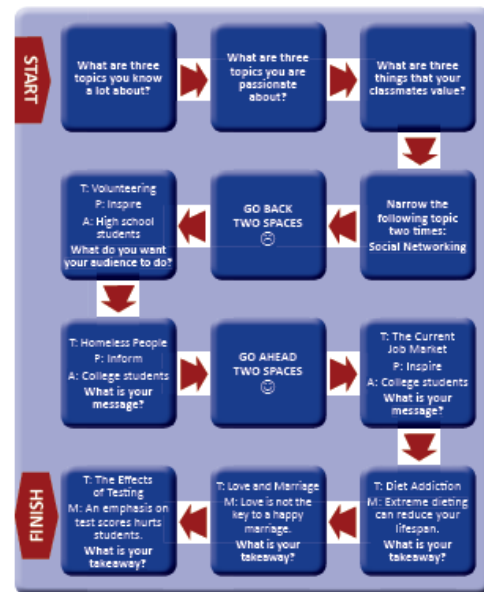 START
What are three
topics you know
a lot about?
What are three
topics you are
passionate
about?
What are three
things that your
classmates value?
Narrow the
following topic
two times:
Social Networking
GO BACK
TWO SPACES
☹
T: Volunteering
P: Inspire
A: High school
students
What do you want
your audience to do?
T: Homeless People
P: Inform
A: College students
What is your
message?
GO AHEAD
TWO SPACES
☺
T: The Current
Job Market
P: Inspire
A: College students
What is your
message?
T: Diet Addiction
M: Extreme dieting
can reduce your
lifespan.
What is your
takeaway?
T: Love and Marriage
M: Love is not the
key to a happy
marriage.
What is your
takeaway?
T: The Effects
of Testing
M: An emphasis on
test scores hurts
students.
What is your
takeaway?
FINISH